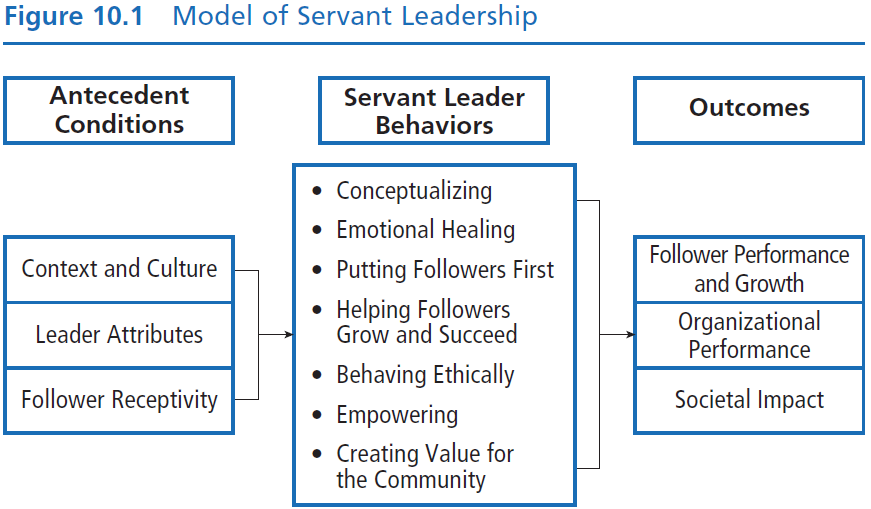 Figure 10.1 Model of Servant Leadership
Antecedent
Conditions
Servant Leader
Behaviors
Outcomes
Context and Culture
Leader Attributes
Follower Receptivity
• Conceptualizing
• Emotional Healing
• Putting Followers First
• Helping Followers
Grow and Succeed
• Behaving Ethically
• Empowering
• Creating Value for
the Community
Follower Performance
and Growth
Organizational
Performance
Societal Impact